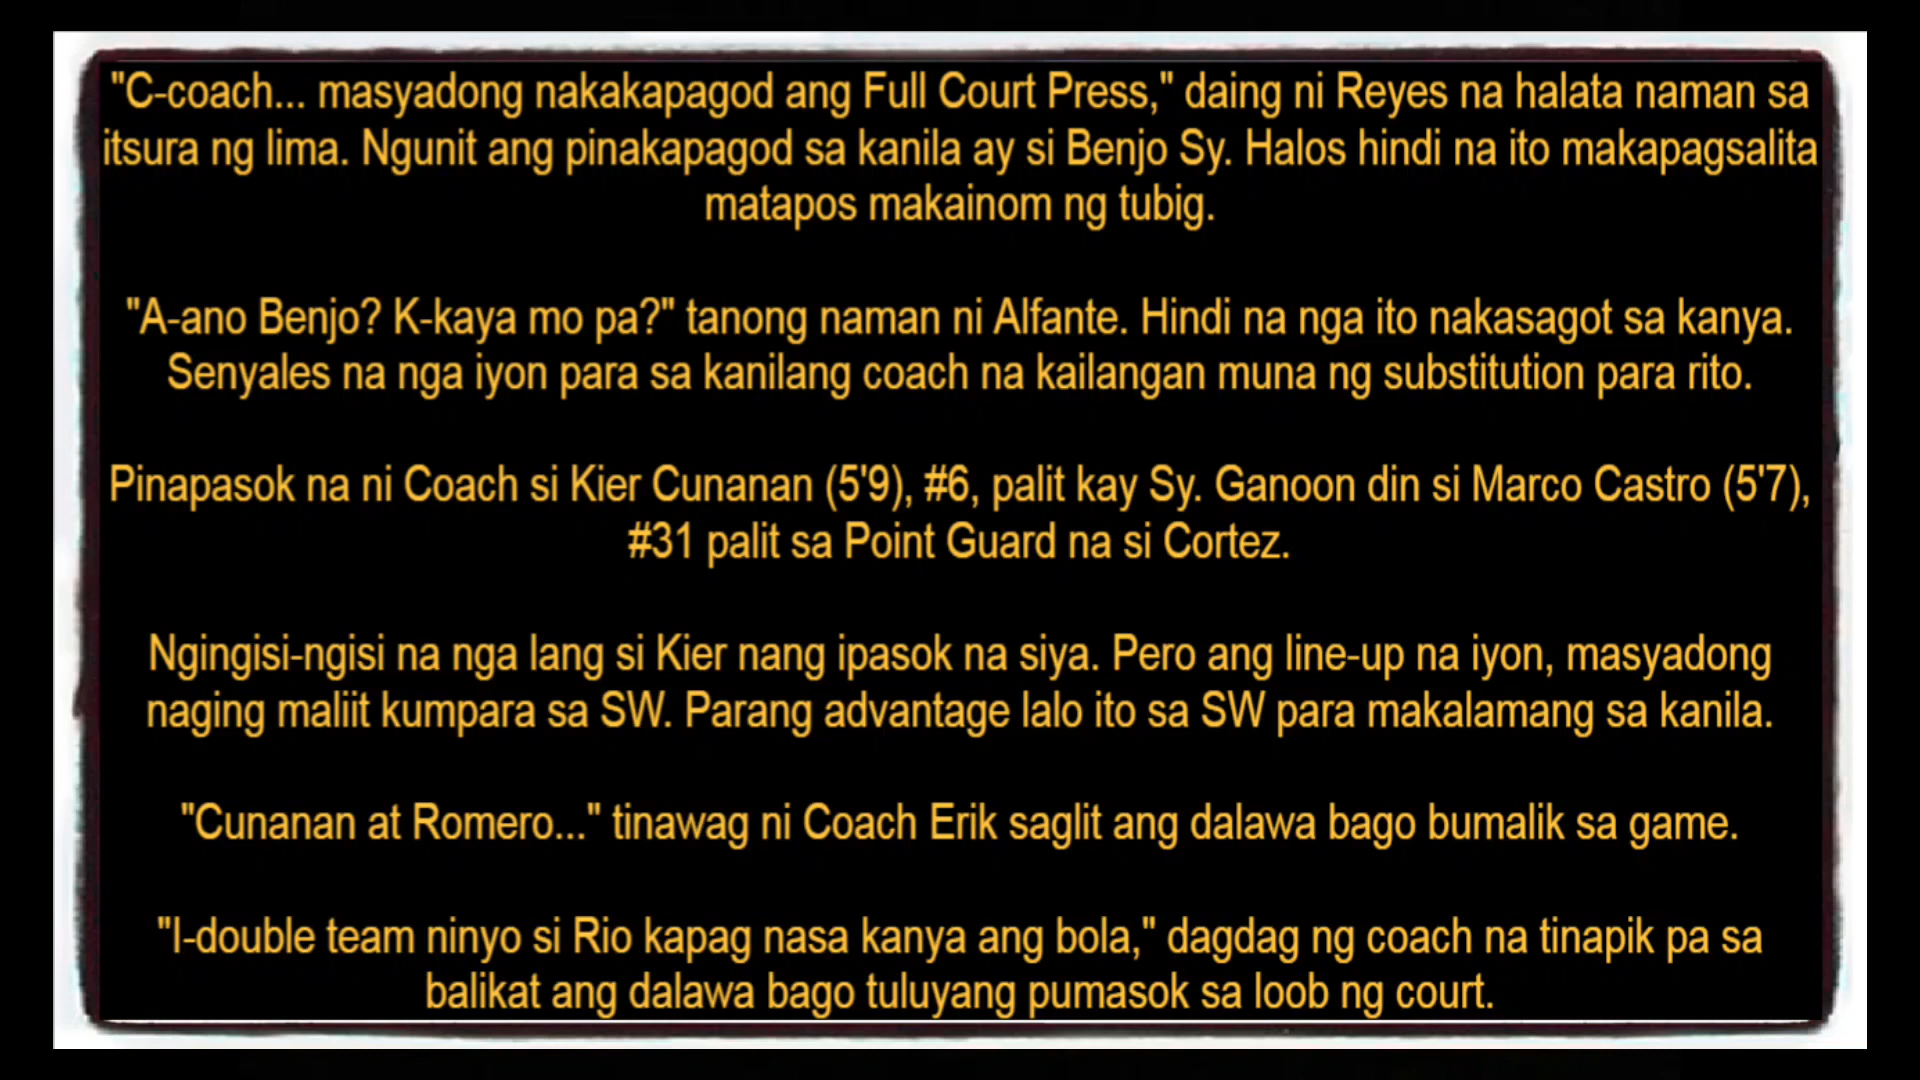 "C-coach... masyadong nakakapagod ang Full Court Press," daing ni Reyes na halata naman sa
itsura ng lima. Ngunit ang pinakapagod sa kanila ay si Benjo Sy. Halos hindi na ito makapagsalita
matapos makainom ng tubig.
"A-ano Benjo? K-kaya mo pa?" tanong naman ni Alfante. Hindi na nga ito nakasagot sa kanya.
Senyales na nga iyon para sa kanilang coach na kailangan muna ng substitution para rito.
Pinapasok na ni Coach si Kier Cunanan (5'9), #6, palit kay Sy. Ganoon din si Marco Castro (5'7),
#31 palit sa Point Guard na si Cortez.
Ngingisi-ngisi na nga lang si Kier nang ipasok na siya. Pero ang line-up na iyon, masyadong
naging maliit kumpara sa SW. Parang advantage lalo ito sa SW para makalamang sa kanila.
"Cunanan at Romero..." tinawag ni Coach Erik saglit ang dalawa bago bumalik sa game.
"I-double team ninyo si Rio kapag nasa kanya ang bola," dagdag ng coach na tinapik pa sa
balikat ang dalawa bago tuluyang pumasok sa loob ng court.